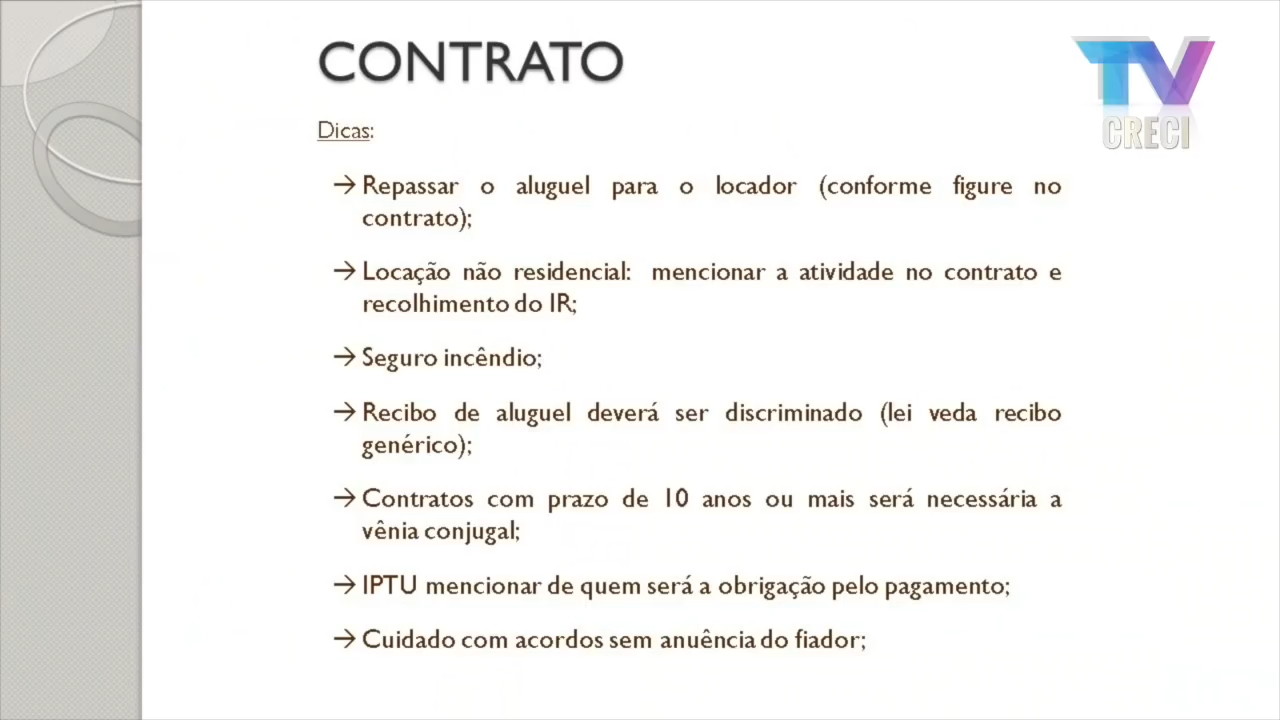 CONTRATO
TV
CRECI
Dicas:
→ Repassar o aluguel para o locador (conforme figure no
contrato);
→ Locação não residencial: mencionar a atividade no contrato e
recolhimento do IR;
→ Seguro incêndio;
→ Recibo de aluguel deverá ser discriminado (lei veda recibo
genérico);
→ Contratos com prazo de 10 anos ou mais será necessária a
vênia conjugal;
→ IPTU mencionar de quem será a obrigação pelo pagamento;
→ Cuidado com acordos sem anuência do fiador;